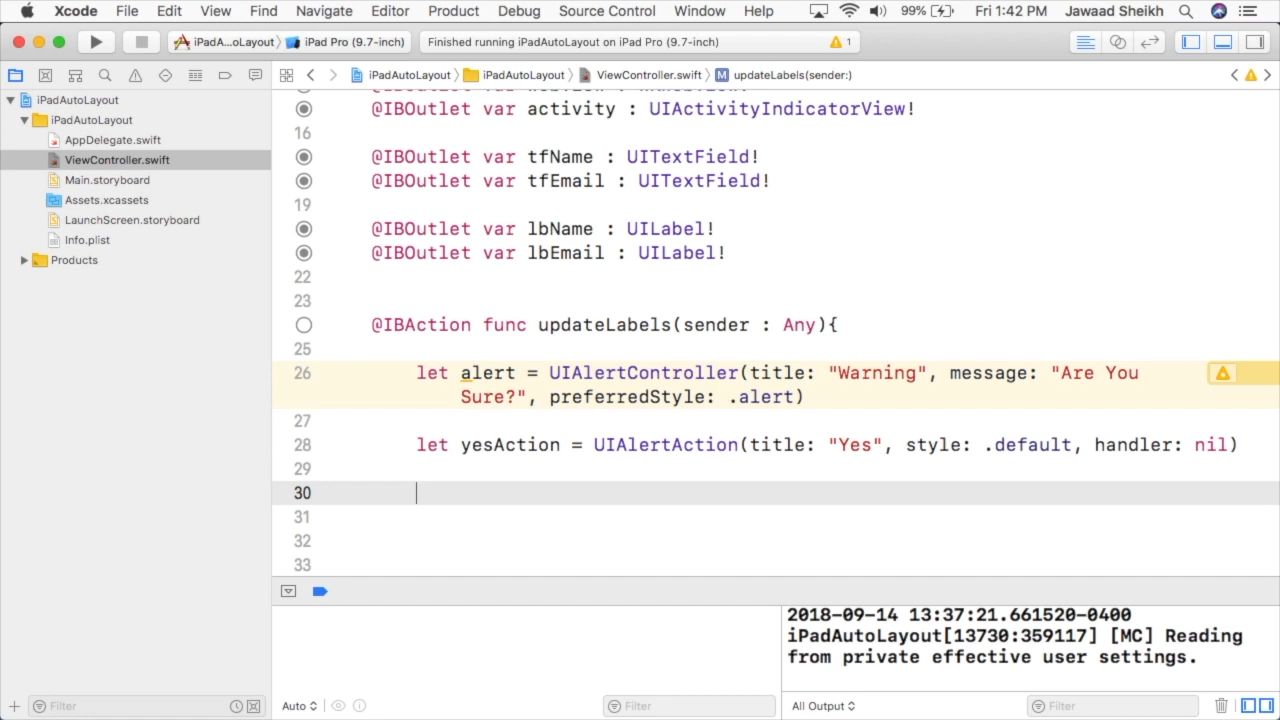 Xcode File Edit View Find Navigate Editor Product Debug Source Control Window Help 99% Fri 1:42 PM Jawaad Sheikh
iPadA...oLayout iPad Pro (9.7-inch) Finished running iPadAutoLayout on iPad Pro (9.7-inch) 1
iPadAutoLayout iPadAutoLayout ViewController.swift M updateLabels(sender:)
iPadAutoLayout
iPadAutoLayout
AppDelegate.swift
ViewController.swift
Main.storyboard
Assets.xcassets
LaunchScreen.storyboard
Info.plist
Products
@IBOutlet var activity : UIActivityIndicatorView!
16
@IBOutlet var tfName : UITextField!
@IBOutlet var tfEmail : UITextField!
19
@IBOutlet var lbName : UILabel!
@IBOutlet var lbEmail : UILabel!
22
23
@IBAction func updateLabels(sender : Any){
25
26 let alert = UIAlertController(title: "Warning", message: "Are You
Sure?", preferredStyle: .alert)
27
28 let yesAction = UIAlertAction(title: "Yes", style: .default, handler: nil)
29
30
31
32
33
2018-09-14 13:37:21.661520-0400
iPadAutoLayout[13730:359117] [MC] Reading
from private effective user settings.
Filter Auto Filter All Output Filter